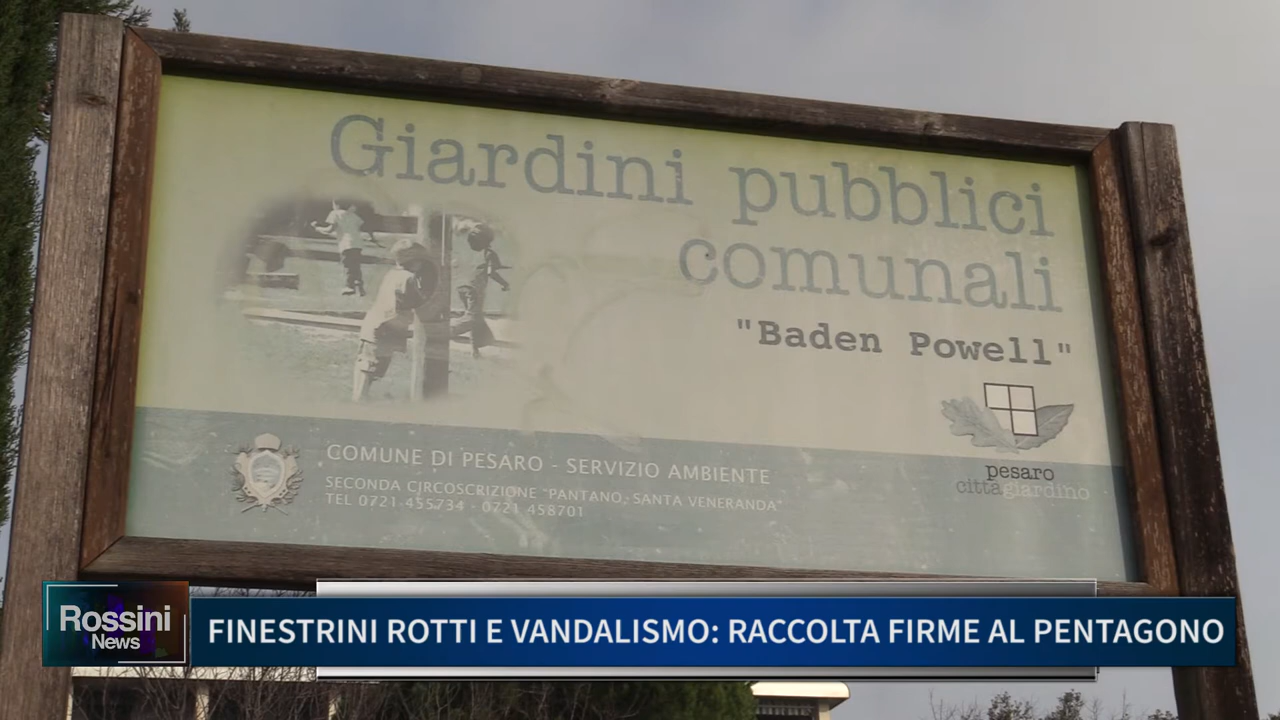 Giardini pubblici
comunali
"Baden Powell"
pesaro
cittàgiardino
COMUNE DI PESARO - SERVIZIO AMBIENTE
SECONDA CIRCOSCRIZIONE "PANTANO, SANTA VENERANDA"
TEL 0721 455734 - 0721 458701
Rossini
News
FINESTRINI ROTTI E VANDALISMO: RACCOLTA FIRME AL PENTAGONO